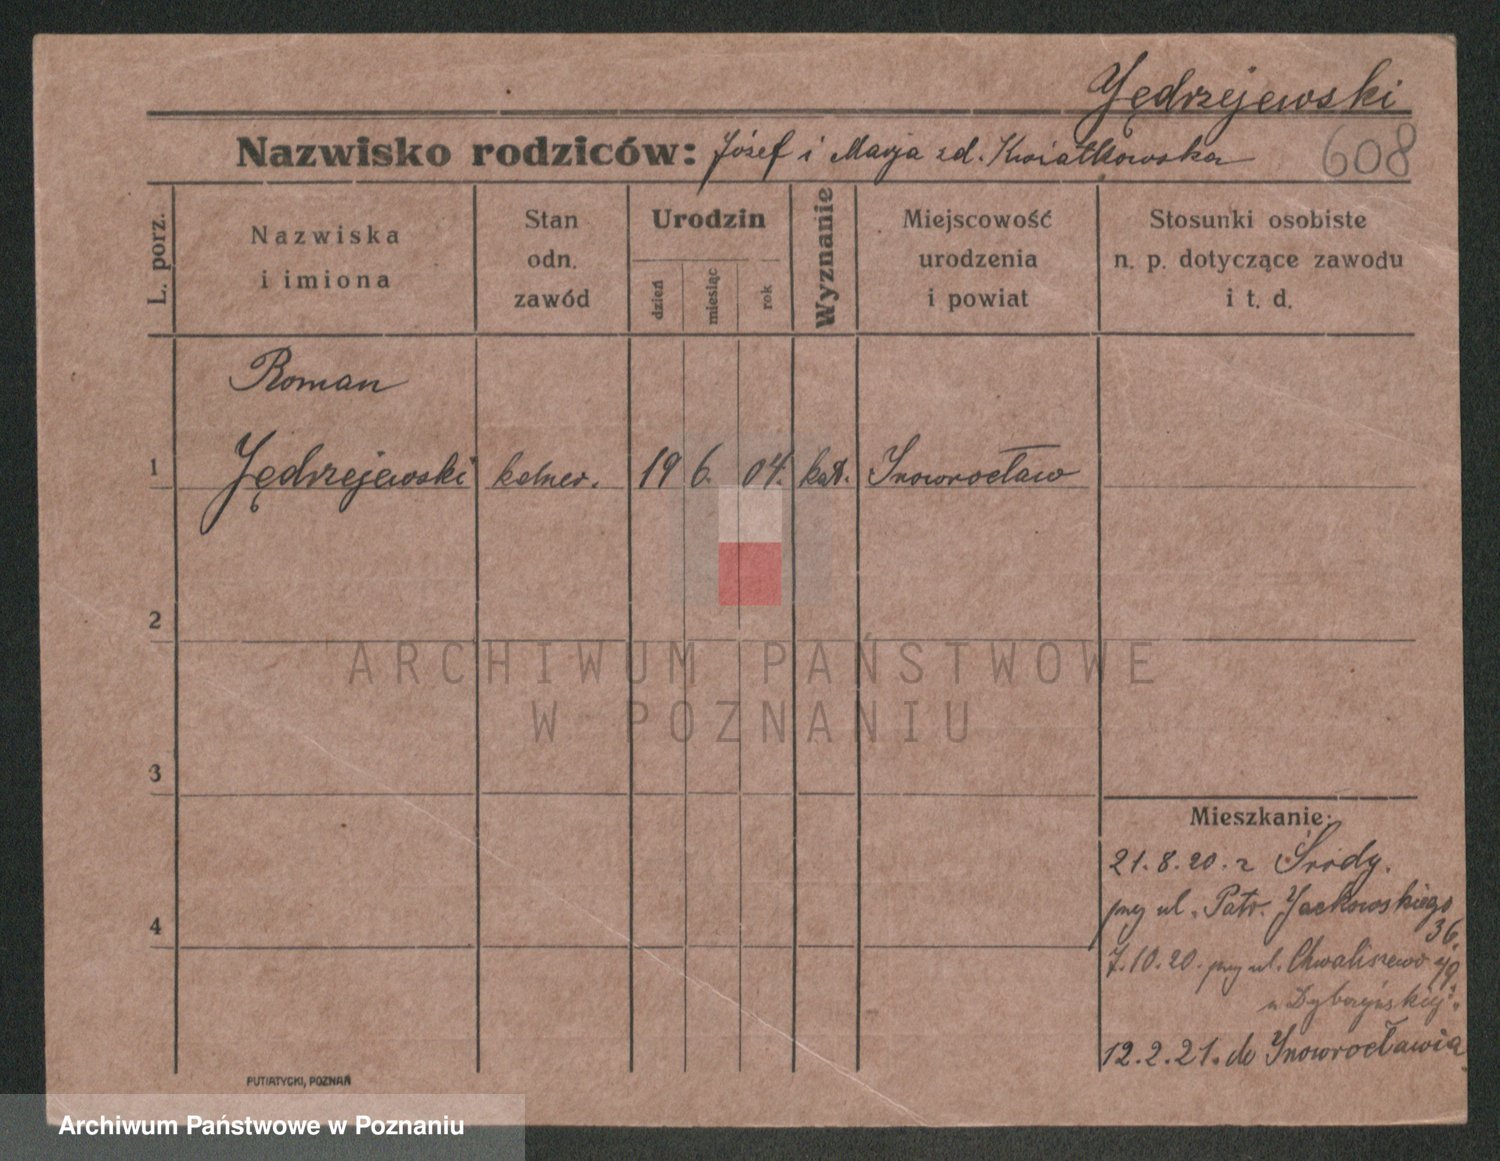 Jędrzejewski
Nazwisko rodziców: Józef i Marja zd. Kwiatkowska
608
L. porz.
Nazwiska
i imiona
Stan
odn.
zawód
Urodzin
dzień
miesiąc
rok
Wyznanie
Miejscowość
urodzenia
i powiat
Stosunki osobiste
n. p. dotyczące zawodu
i t. d.
Roman
1 Jędrzejewski kelner. 19 6. 04. kat. Inowrocław
2
ARCHIWUM PAŃSTWOWE
W POZNANIU
3
Mieszkanie:
21.8.20. z Środy.
przy ul. Patr. Jackowskiego
36.
4
7.10.20. przy ul. Chwaliszewo
u
12.2.21. do Inowrocławia
PUTIATYCKI, POZNAŃ
Archiwum Państwowe w Poznaniu